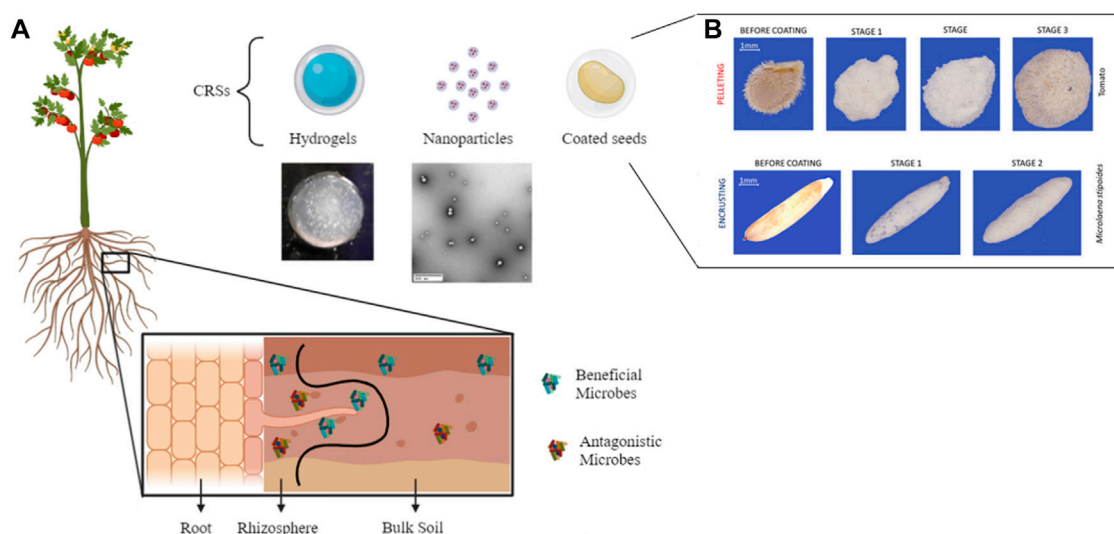 A
CRSs
Hydrogels
Nanoparticles
Coated seeds
B
BEFORE COATING
STAGE 1
STAGE
STAGE 3
PELLETING
1mm
Tomato
BEFORE COATING
STAGE 1
STAGE 2
ENCRUSTING
1mm
Microlaena stipoides
Beneficial
Microbes
Antagonistic
Microbes
Root
Rhizosphere
Bulk Soil